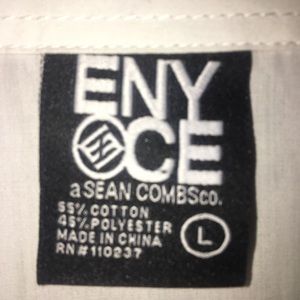 ENY
CE
a SEAN COMBS CO.
55% COTTON
45% POLYESTER
MADE IN CHINA
RN#110237
L